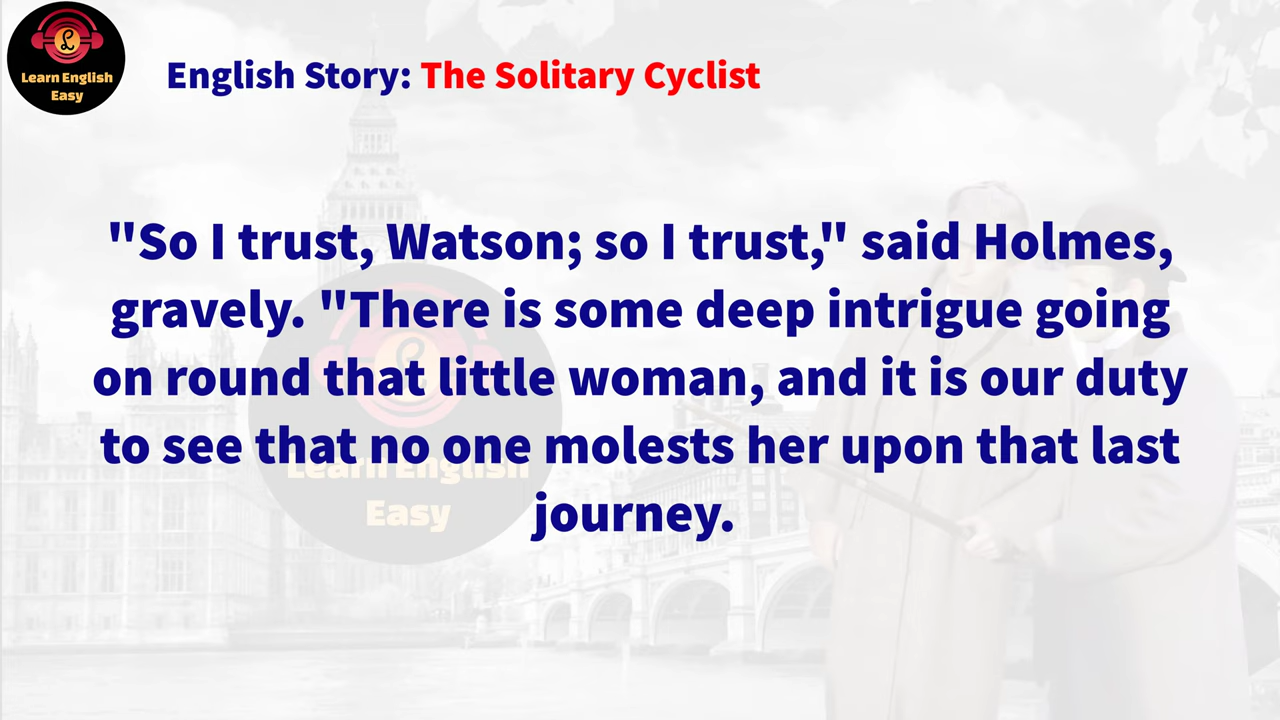 Learn English
Easy
English Story: The Solitary Cyclist
"So I trust, Watson; so I trust," said Holmes,
gravely. "There is some deep intrigue going
on round that little woman, and it is our duty
to see that no one molests her upon that last
journey.
Learn English
Easy